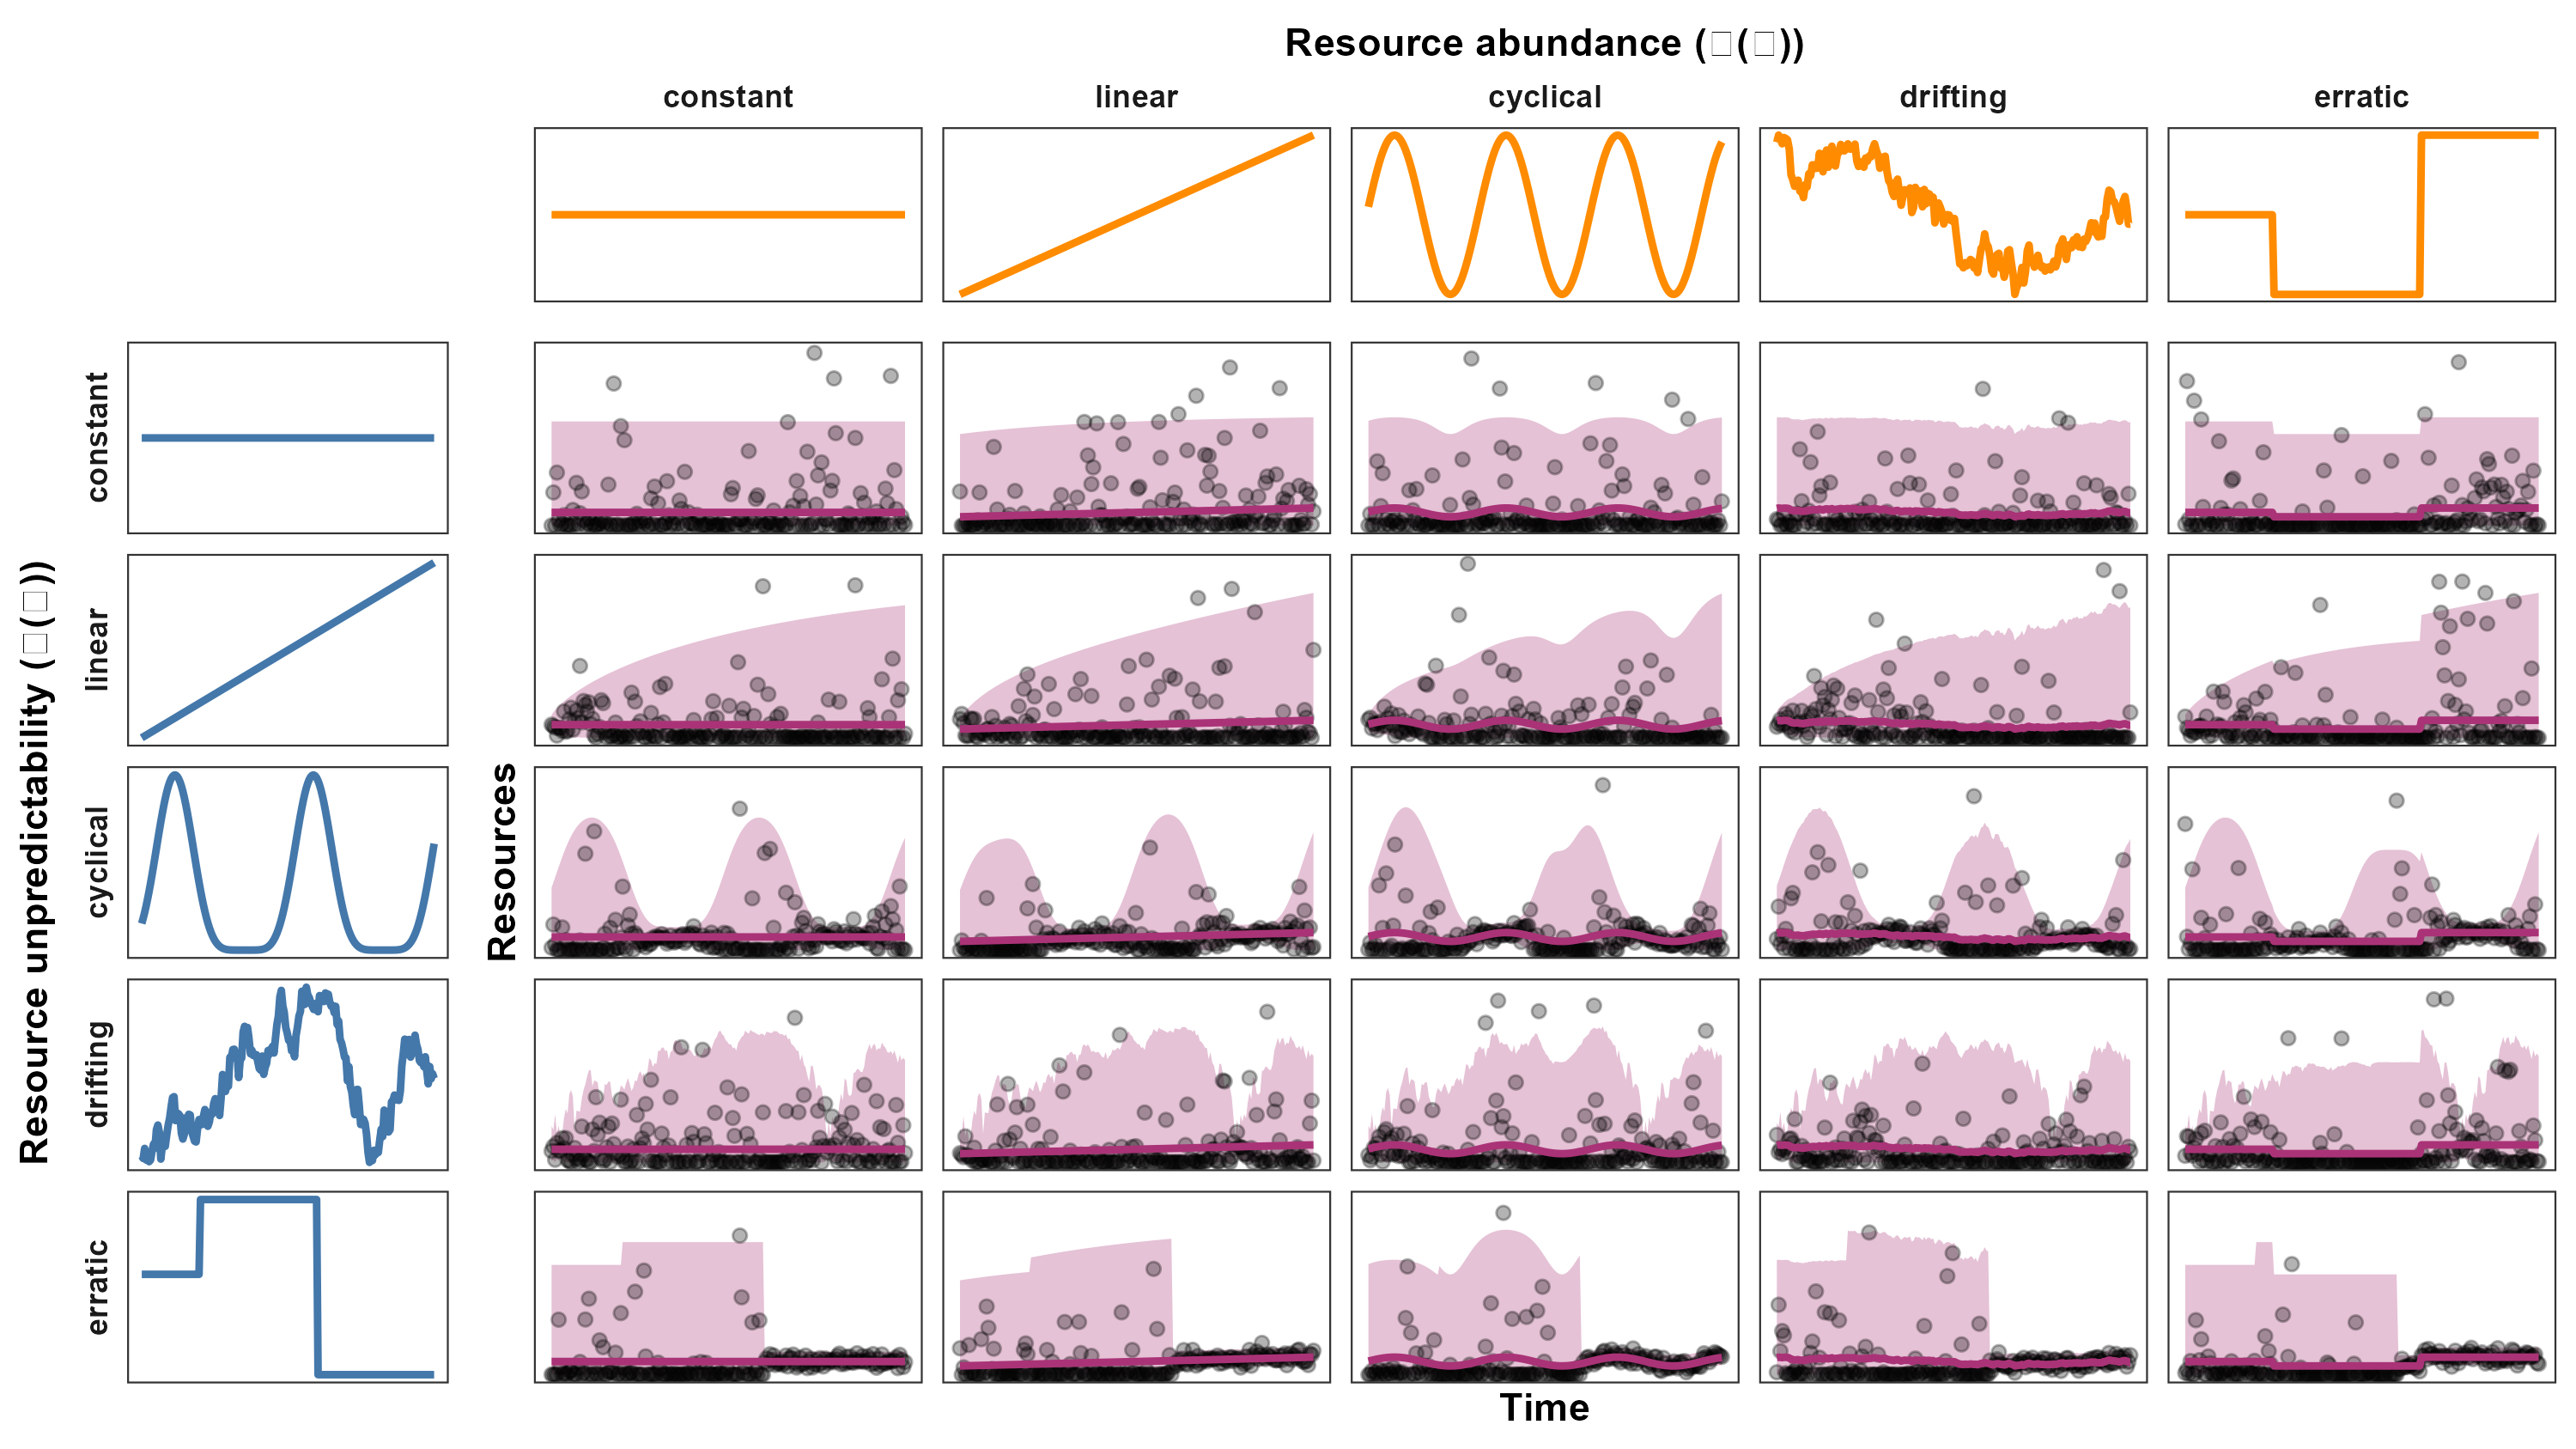 Resource abundance (□(□))
constant
linear
cyclical
drifting
erratic
Resource unpredictability (□(□))
constant
linear
cyclical
drifting
erratic
Resources
Time